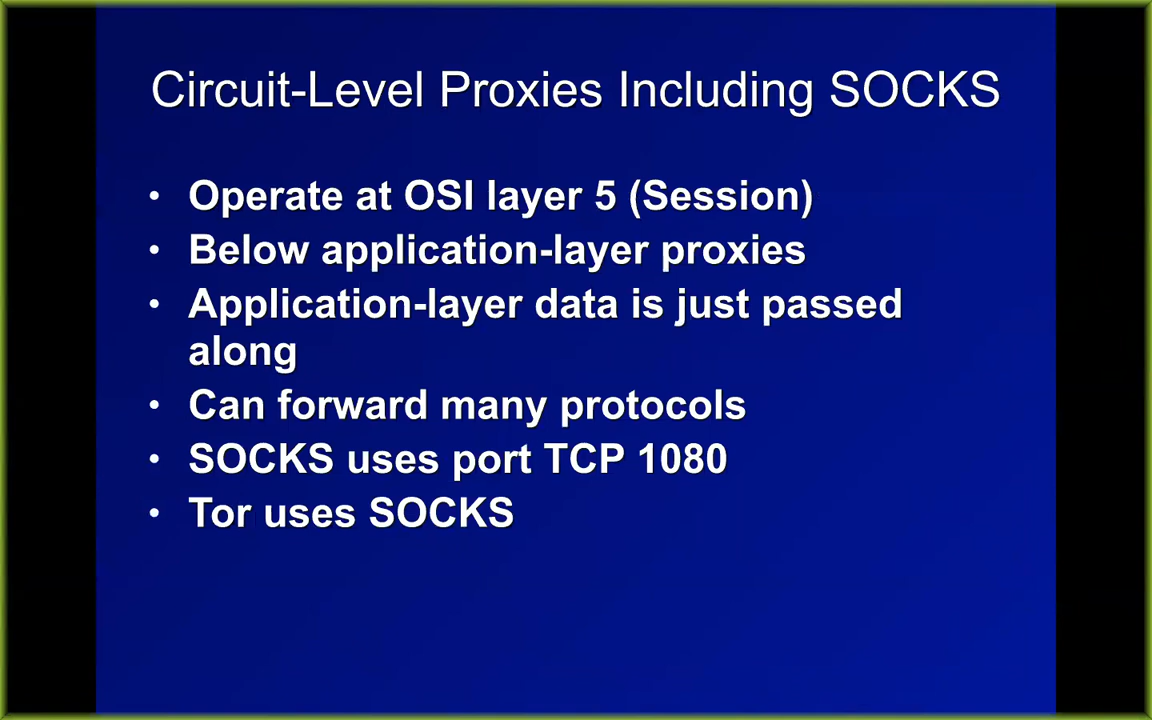 Circuit-Level Proxies Including SOCKS
• Operate at OSI layer 5 (Session)
• Below application-layer proxies
• Application-layer data is just passed
along
• Can forward many protocols
• SOCKS uses port TCP 1080
• Tor uses SOCKS